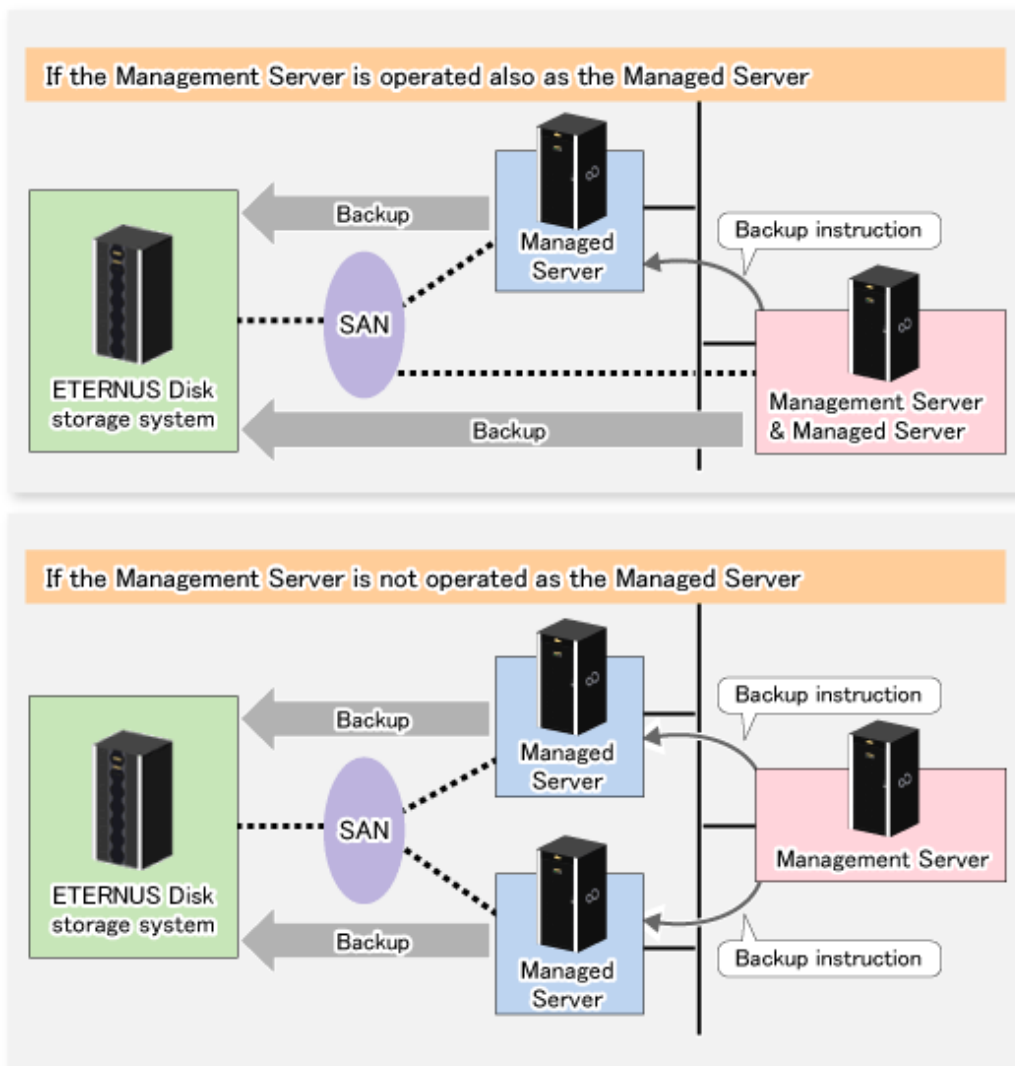 If the Management Server is operated also as the Managed Server
Backup
Managed
Server
Backup instruction
SAN
ETERNUS Disk
storage system
Management Server
& Managed Server
Backup
If the Management Server is not operated as the Managed Server
Backup
Managed
Server
Backup instruction
SAN
Management Server
ETERNUS Disk
storage system
Backup
Managed
Server
Backup instruction